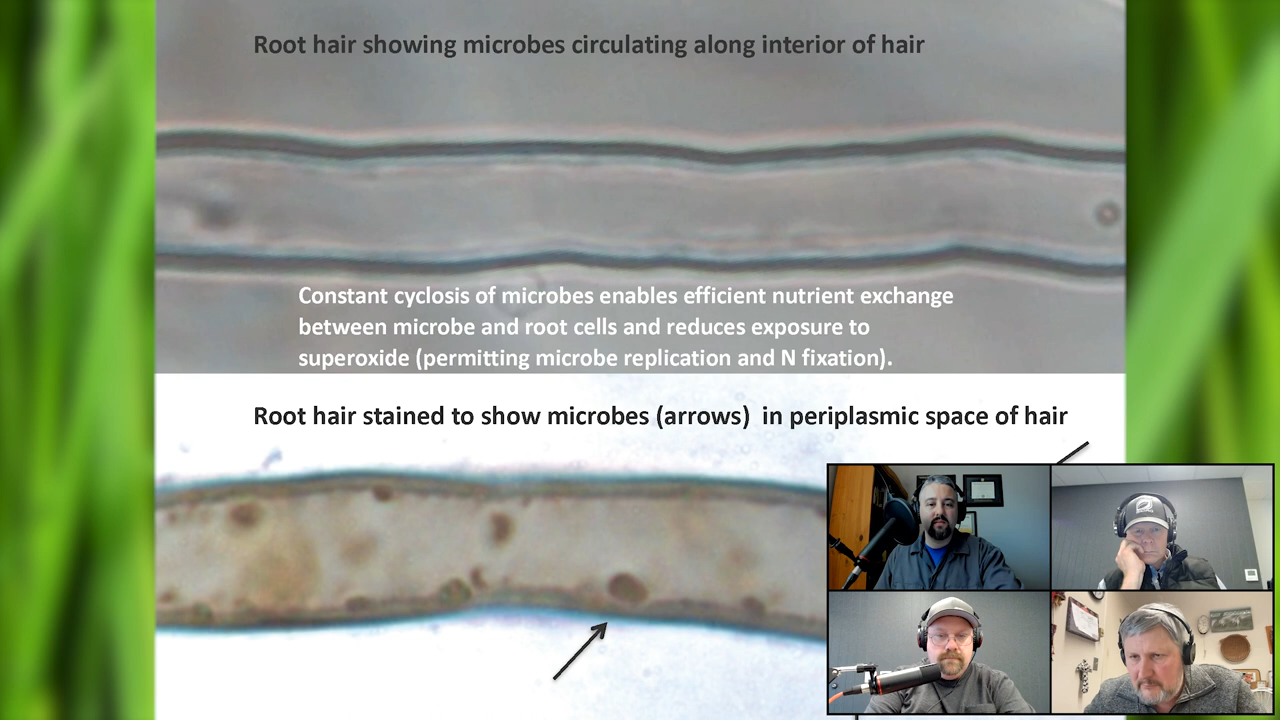 Root hair showing microbes circulating along interior of hair
Constant cyclosis of microbes enables efficient nutrient exchange
between microbe and root cells and reduces exposure to
superoxide (permitting microbe replication and N fixation).
Root hair stained to show microbes (arrows) in periplasmic space of hair